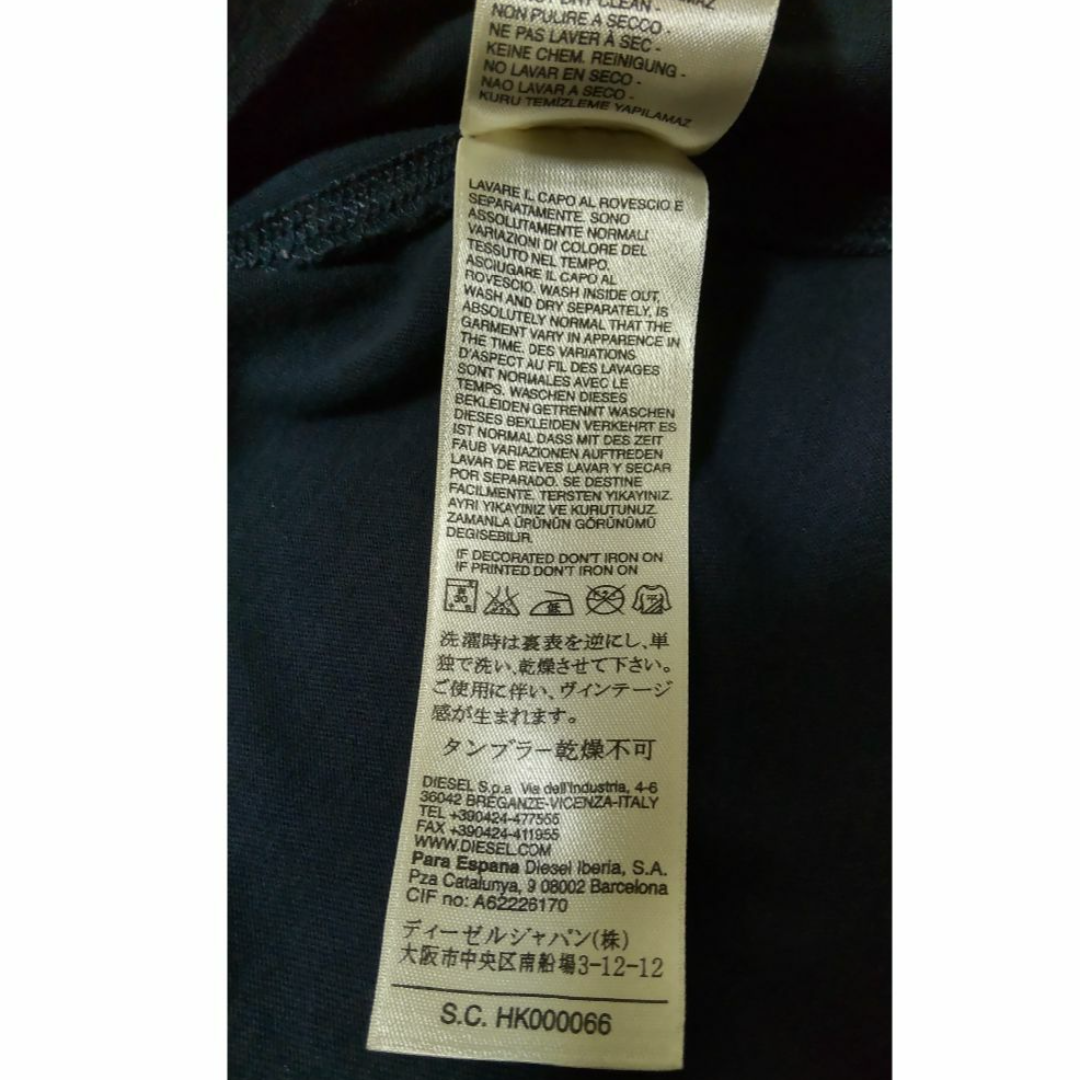 DRY CLEAN -
NON PULIRE A SECCO -
NE PAS LAVER À SEC -
KEINE CHEM. REINIGUNG -
NO LAVAR EN SECO -
NAO LAVAR A SECO -
KURU TEMİZLEME YAPILAMAZ
LAVARE IL CAPO AL ROVESCIO E
SEPARATAMENTE. SONO
ASSOLUTAMENTE NORMALI
VARIAZIONI DI COLORE DEL
TESSUTO NEL TEMPO.
ASCIUGARE IL CAPO AL
ROVESCIO. WASH INSIDE OUT,
WASH AND DRY SEPARATELY, IS
ABSOLUTELY NORMAL THAT THE
GARMENT VARY IN APPARENCE IN
THE TIME. DES VARIATIONS
D'ASPECT AU FIL DES LAVAGES
SONT NORMALES AVEC LE
TEMPS. WASCHEN DIESES
BEKLEIDEN GETRENNT WASCHEN
DIESES BEKLEIDEN VERKEHRT ES
IST NORMAL DASS MIT DES ZEIT
FAUB VARIAZIONEN AUFTREDEN
LAVAR DE REVES LAVAR Y SECAR
POR SEPARADO. SE DESTINE
FACILMENTE. TERSTEN YIKAYINIZ.
AYRI YIKAYINIZ VE KURUTUNUZ.
ZAMANLA ÜRÜNÜN GÖRÜNÜMÜ
DEGISEBILIR.
IF DECORATED DON'T IRON ON
IF PRINTED DON'T IRON ON
30 低
洗濯時は裏表を逆にし、単
独で洗い、乾燥させて下さい。
ご使用に伴い、ヴィンテージ
感が生まれます。
タンブラー乾燥不可
DIESEL S.p.a. Via dell'Industria, 4-6
36042 BREGANZE-VICENZA-ITALY
TEL +390424-477555
FAX +390424-411955
WWW.DIESEL.COM
Para Espana Diesel Iberia, S.A.
Pza Catalunya, 9 08002 Barcelona
CIF no: A62226170
ディーゼルジャパン(株)
大阪市中央区南船場3-12-12
S.C. HK000066